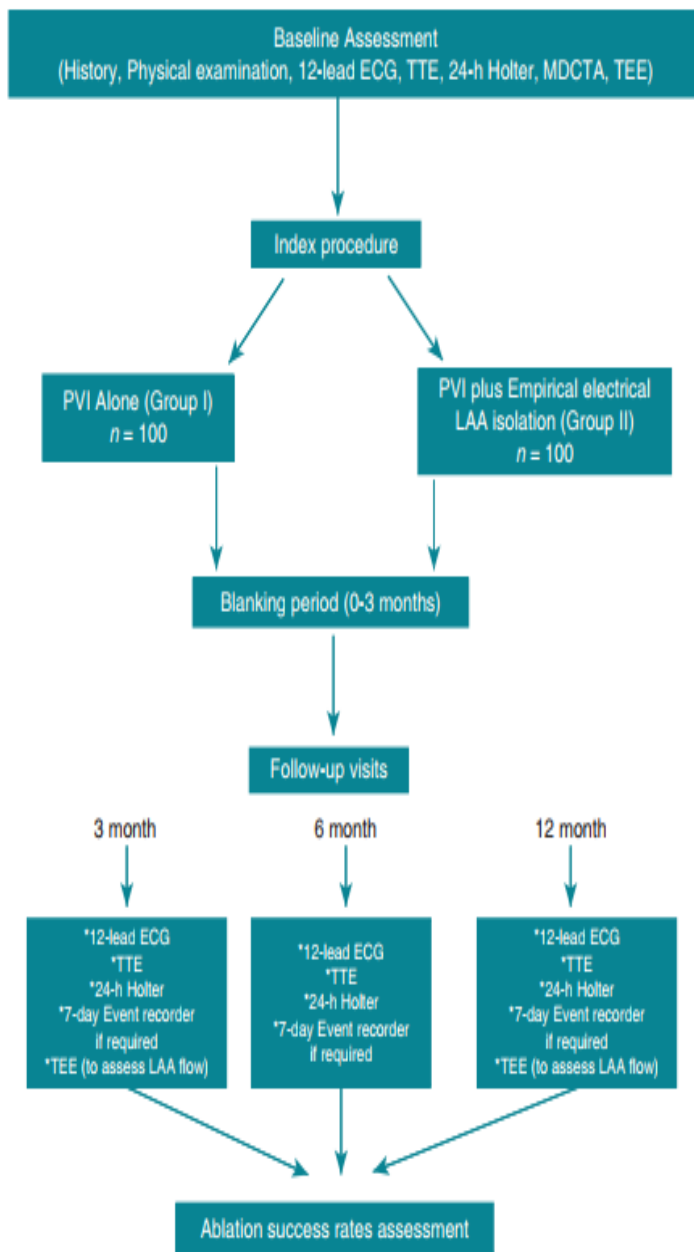 Baseline Assessment
(History, Physical examination, 12-lead ECG, TTE, 24-h Holter, MDCTA, TEE)
Index procedure
PVI Alone (Group I)
n = 100
PVI plus Empirical electrical
LAA isolation (Group II)
n = 100
Blanking period (0-3 months)
Follow-up visits
3 month
6 month
12 month
*12-lead ECG
*TTE
*24-h Holter
*7-day Event recorder
if required
*TEE (to assess LAA flow)
*12-lead ECG
*TTE
*24-h Holter
*7-day Event recorder
if required
*12-lead ECG
*TTE
*24-h Holter
*7-day Event recorder
if required
*TEE (to assess LAA flow)
Ablation success rates assessment